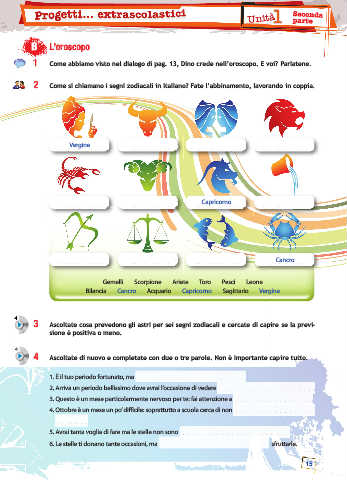 Progetti... extrascolastici
Unità 1
Seconda
parte
B L'oroscopo
1 Come abbiamo visto nel dialogo di pag. 13, Dino crede nell'oroscopo. E voi? Parlatene.
2 Come si chiamano i segni zodiacali in italiano? Fate l'abbinamento, lavorando in coppia.
Vergine
Capricorno
Cancro
Gemelli Scorpione Ariete Toro Pesci Leone
Bilancia Cancro Acquario Capricorno Sagittario Vergine
3 Ascoltate cosa prevedono gli astri per sei segni zodiacali e cercate di capire se la previ-
sione è positiva o meno.
4 Ascoltate di nuovo e completate con due o tre parole. Non è importante capire tutto.
1. È il tuo periodo fortunato, ma
2. Arriva un periodo bellissimo dove avrai l'occasione di vedere
3. Questo è un mese particolarmente nervoso per te: fai attenzione a
4. Ottobre è un mese un po' difficile: soprattutto a scuola cerca di non
5. Avrai tanta voglia di fare ma le stelle non sono
6. Le stelle ti donano tante occasioni, ma sfruttarle.
15